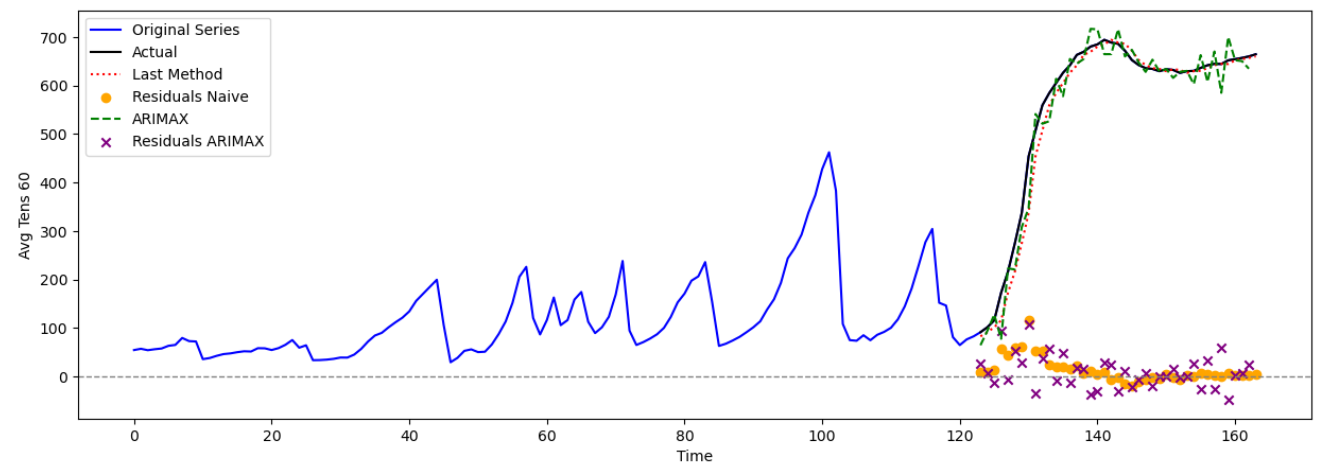 Original Series
Actual
Last Method
Residuals Naive
ARIMAX
Residuals ARIMAX
Avg Tens 60
700
600
500
400
300
200
100
0
0 20 40 60 80 100 120 140 160
Time